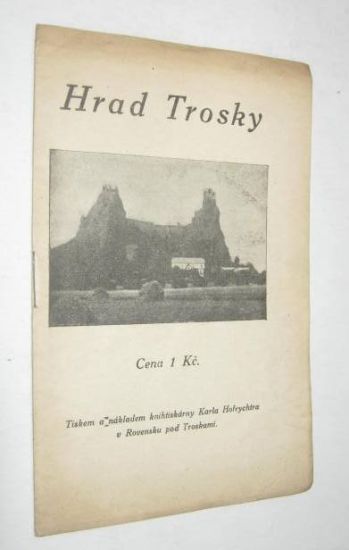 Hrad Trosky
Cena 1 Kč.
Tiskem a nákladem knihtiskárny Karla Hofrychtra
v Rovensku pod Troskami.